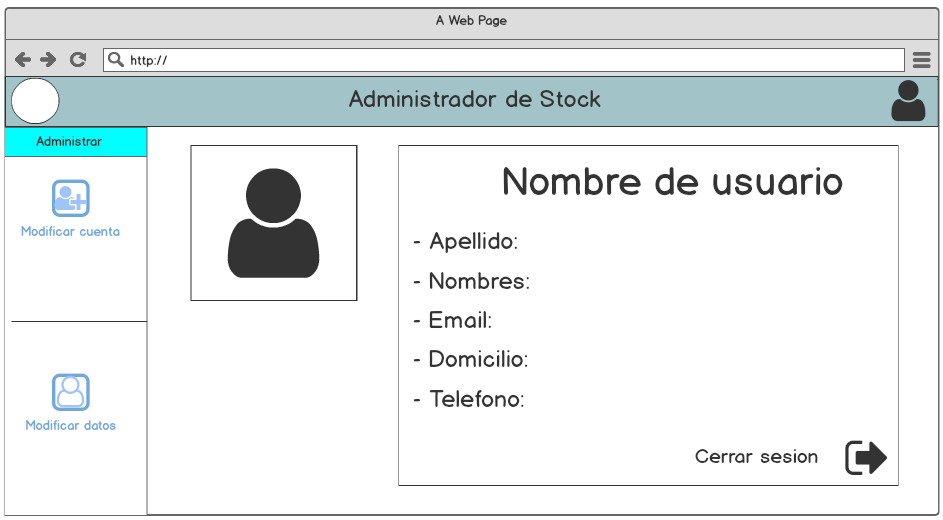 A Web Page
http://
Administrador de Stock
Administrar
Modificar cuenta
Modificar datos
Nombre de usuario
- Apellido:
- Nombres:
- Email:
- Domicilio:
- Telefono:
Cerrar sesion